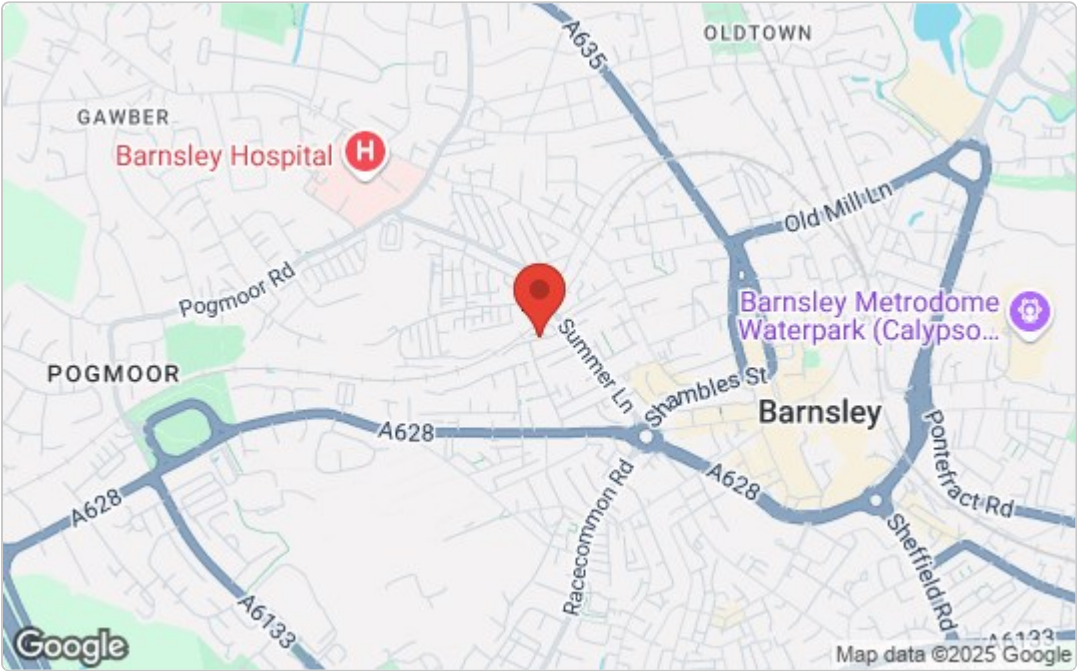 OLDTOWN
A635
GAWBER
Barnsley Hospital
H
Old Mill Ln
Pogmoor Rd
Barnsley Metrodome
Waterpark (Calypso...
Summer Ln
POGMOOR
Shambles St
Barnsley
A628
A628
A628
Pontefract Rd
Racecommon Rd
Sheffield Rd
A6133
A6133
Google
Map data ©2025 Google